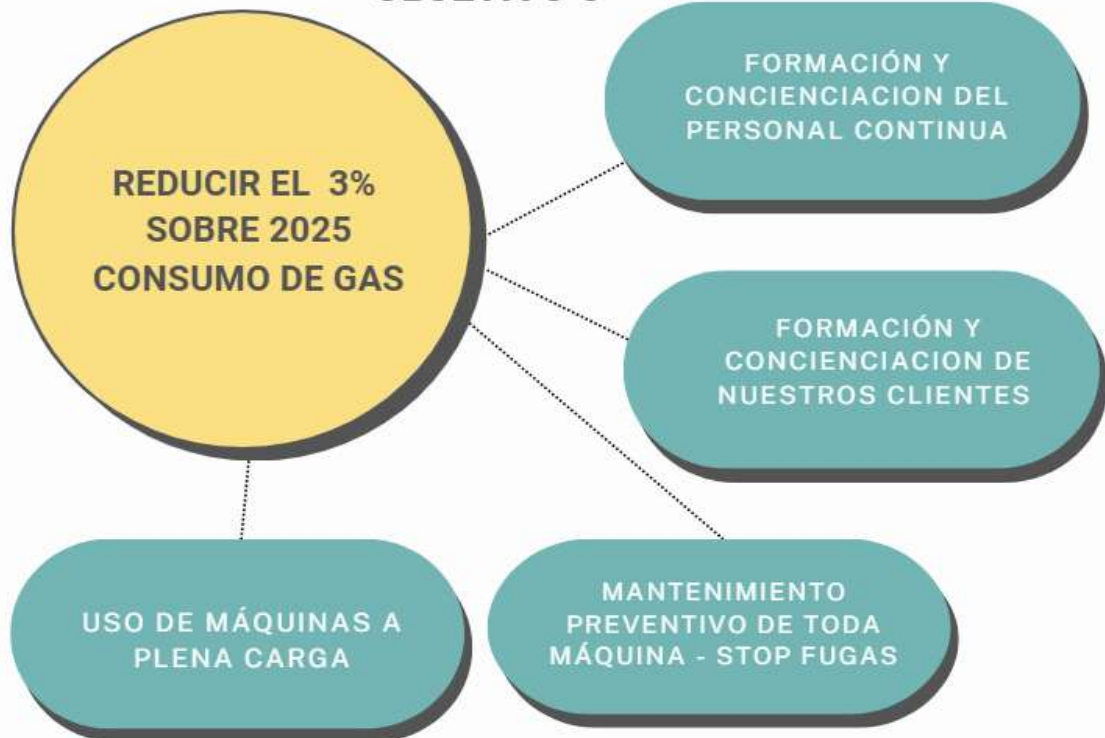 REDUCIR EL 3%
SOBRE 2025
CONSUMO DE GAS
FORMACIÓN Y
CONCIENCIACION DEL
PERSONAL CONTINUA
FORMACIÓN Y
CONCIENCIACION DE
NUESTROS CLIENTES
USO DE MÁQUINAS A
PLENA CARGA
MANTENIMIENTO
PREVENTIVO DE TODA
MÁQUINA - STOP FUGAS